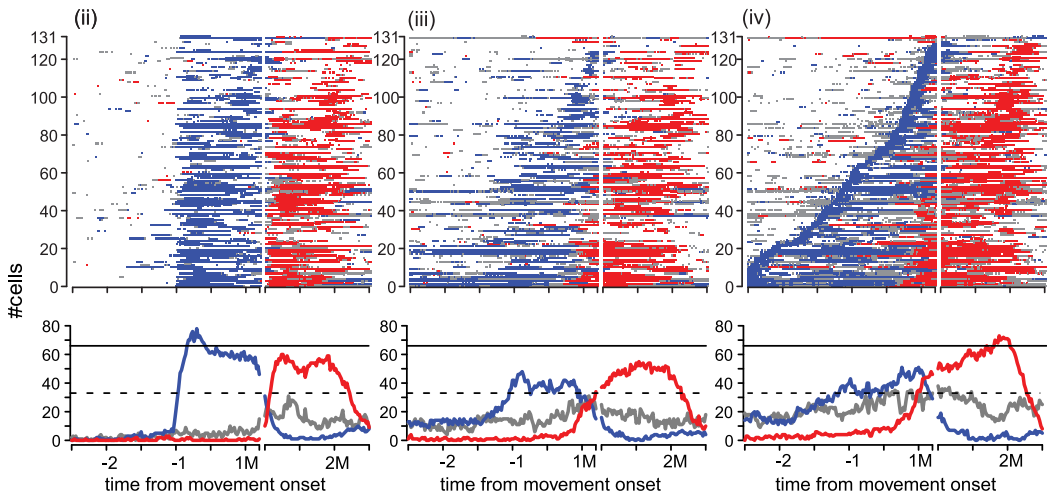 (ii) (iii) (iv)
131 131 131
120 120 120
100 100 100
80 80 80
60 60 60
40 40 40
20 20 20
0 0 0
#cells
80 80 80
60 60 60
40 40 40
20 20 20
0 0 0
-2 -1 1M 2M -2 -1 1M 2M -2 -1 1M 2M
time from movement onset time from movement onset time from movement onset